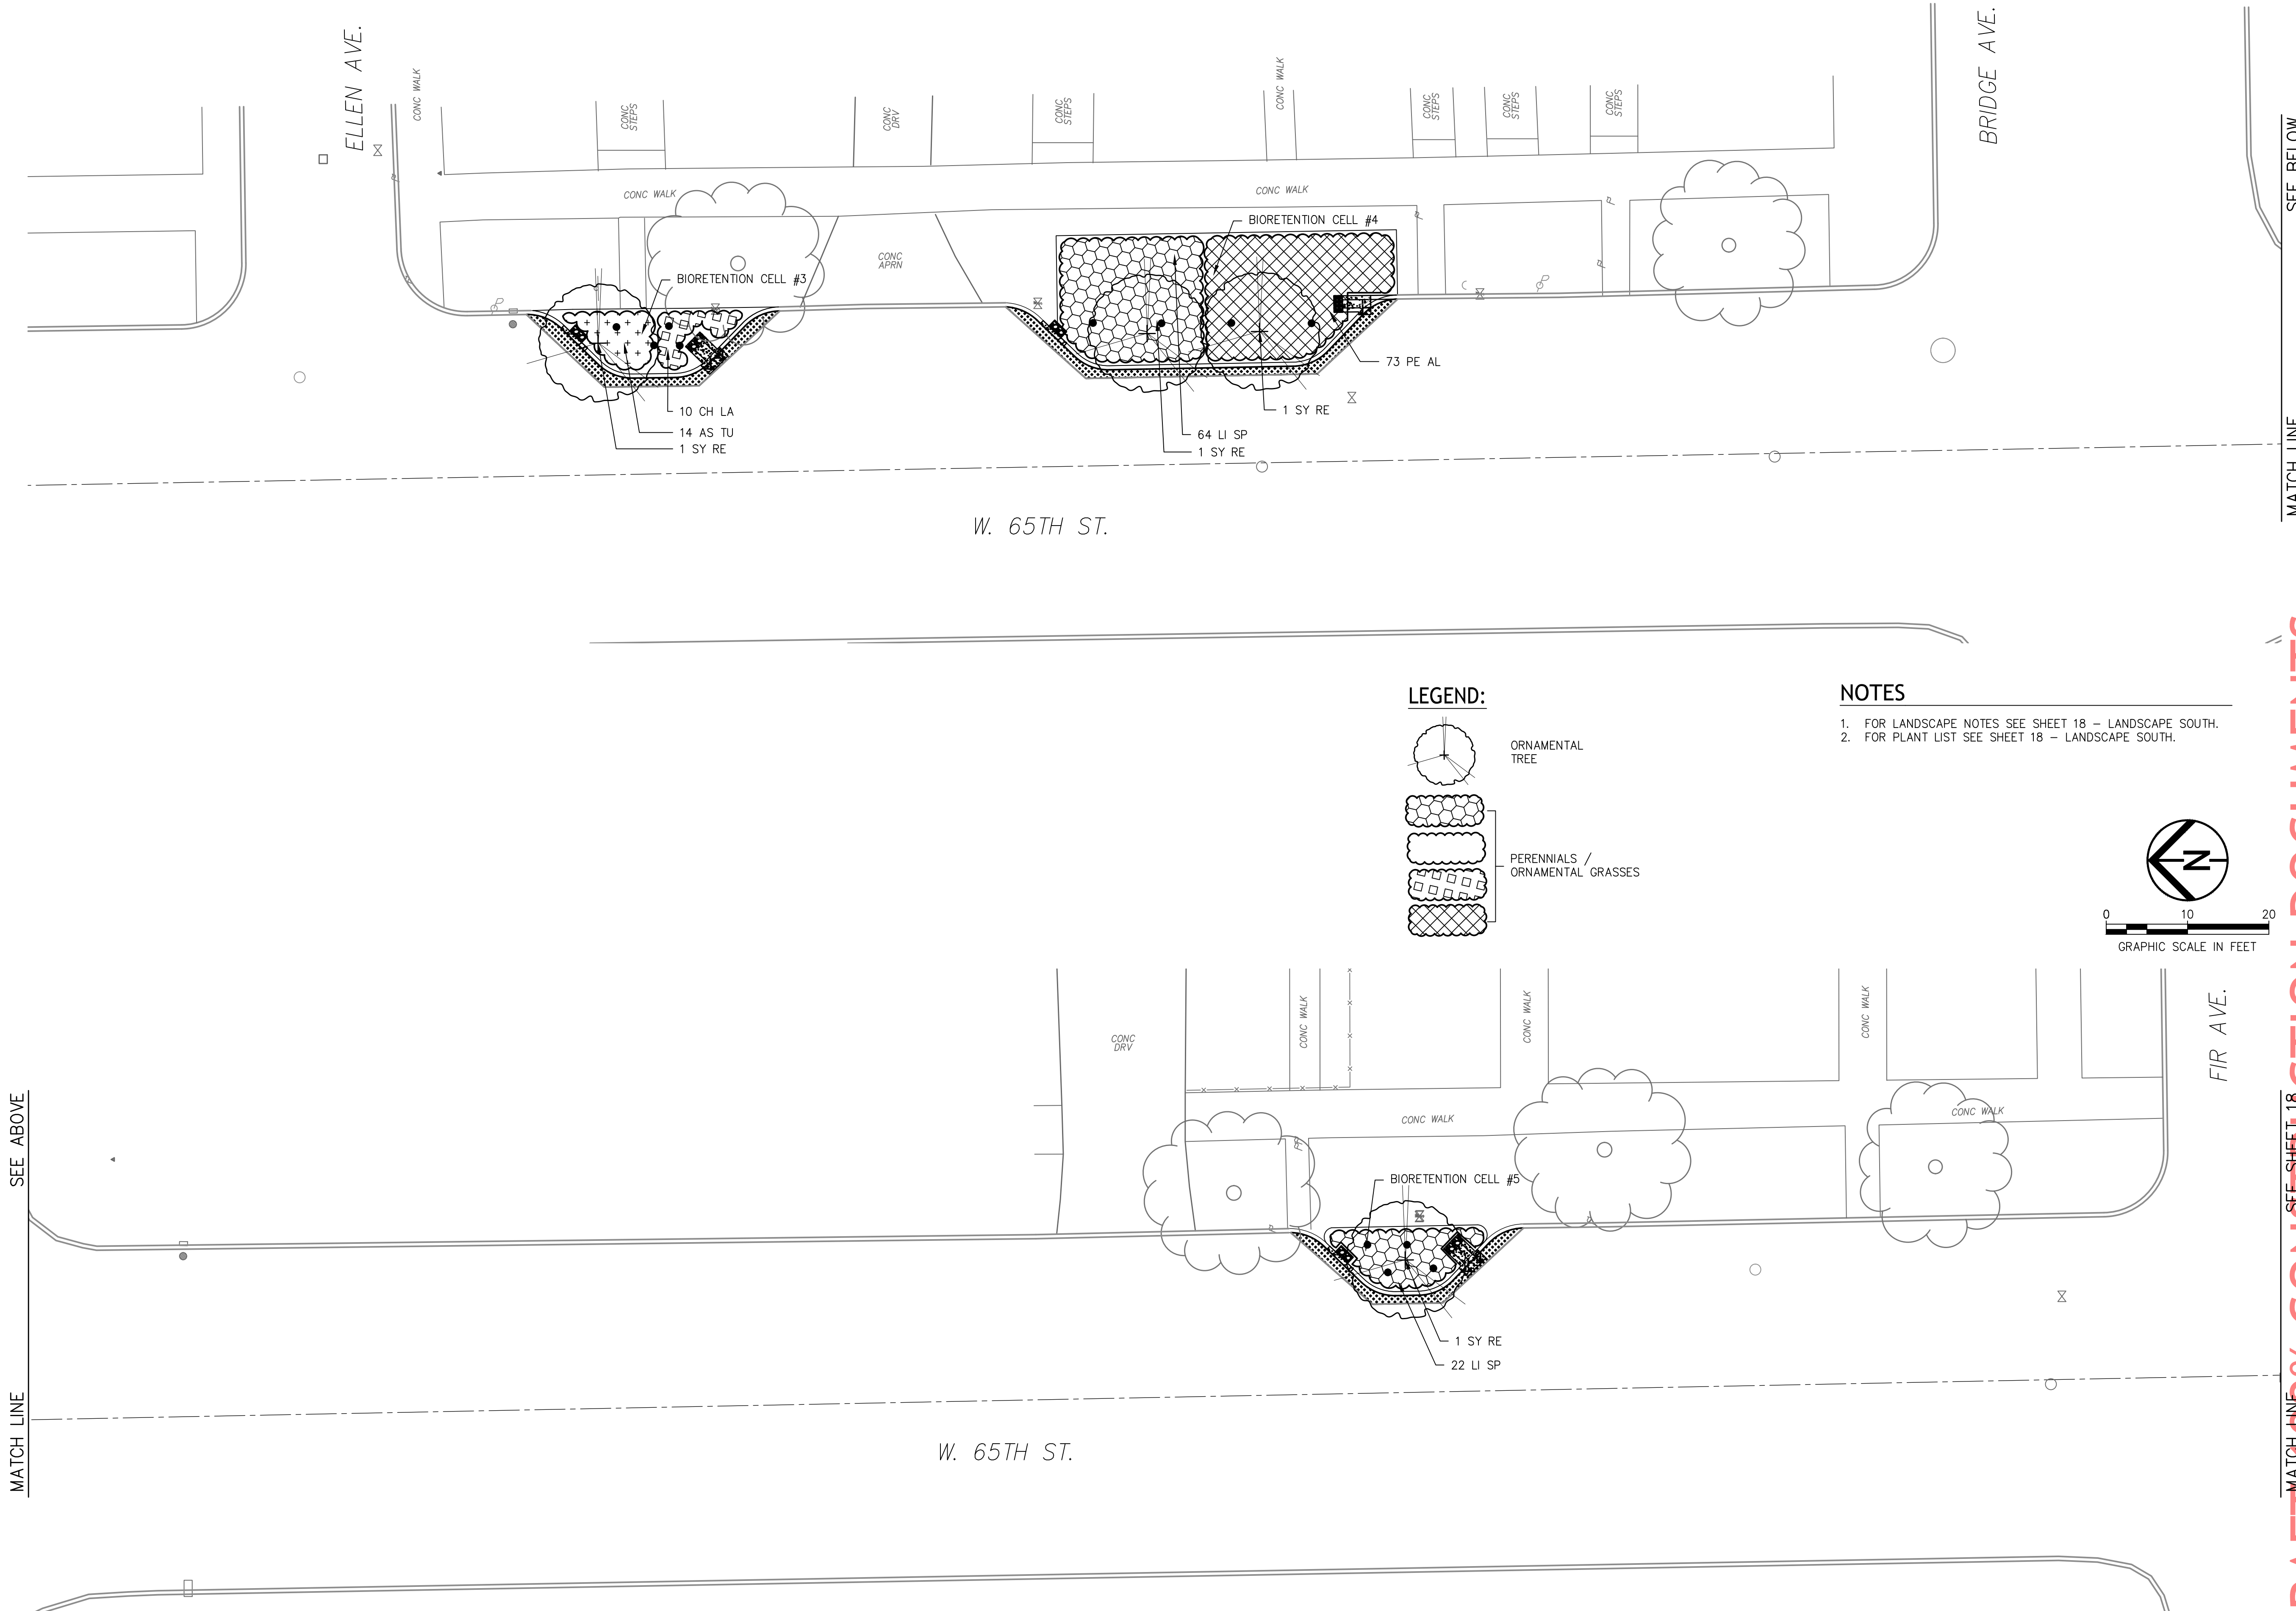 ELLEN AVE.
BRIDGE AVE.
CONC WALK
CONC
STEPS
CONC
DRV
CONC
STEPS
CONC WALK
CONC
STEPS
CONC
STEPS
CONC
STEPS
SEE BELOW
MATCH LINE
CONC WALK
CONC WALK
CONC
APRN
BIORETENTION CELL #3
BIORETENTION CELL #4
73 PE AL
10 CH LA
14 AS TU
1 SY RE
1 SY RE
64 LI SP
1 SY RE
W. 65TH ST.
LEGEND:
ORNAMENTAL
TREE
PERENNIALS /
ORNAMENTAL GRASSES
NOTES
1. FOR LANDSCAPE NOTES SEE SHEET 18 – LANDSCAPE SOUTH.
2. FOR PLANT LIST SEE SHEET 18 – LANDSCAPE SOUTH.
N
0 10 20
GRAPHIC SCALE IN FEET
FIR AVE.
CONC
DRV
CONC WALK
CONC WALK
CONC WALK
CONC WALK
CONC WALK
SEE ABOVE
MATCH LINE
SEE SHEET 18
MATCH LINE
BIORETENTION CELL #5
1 SY RE
22 LI SP
W. 65TH ST.